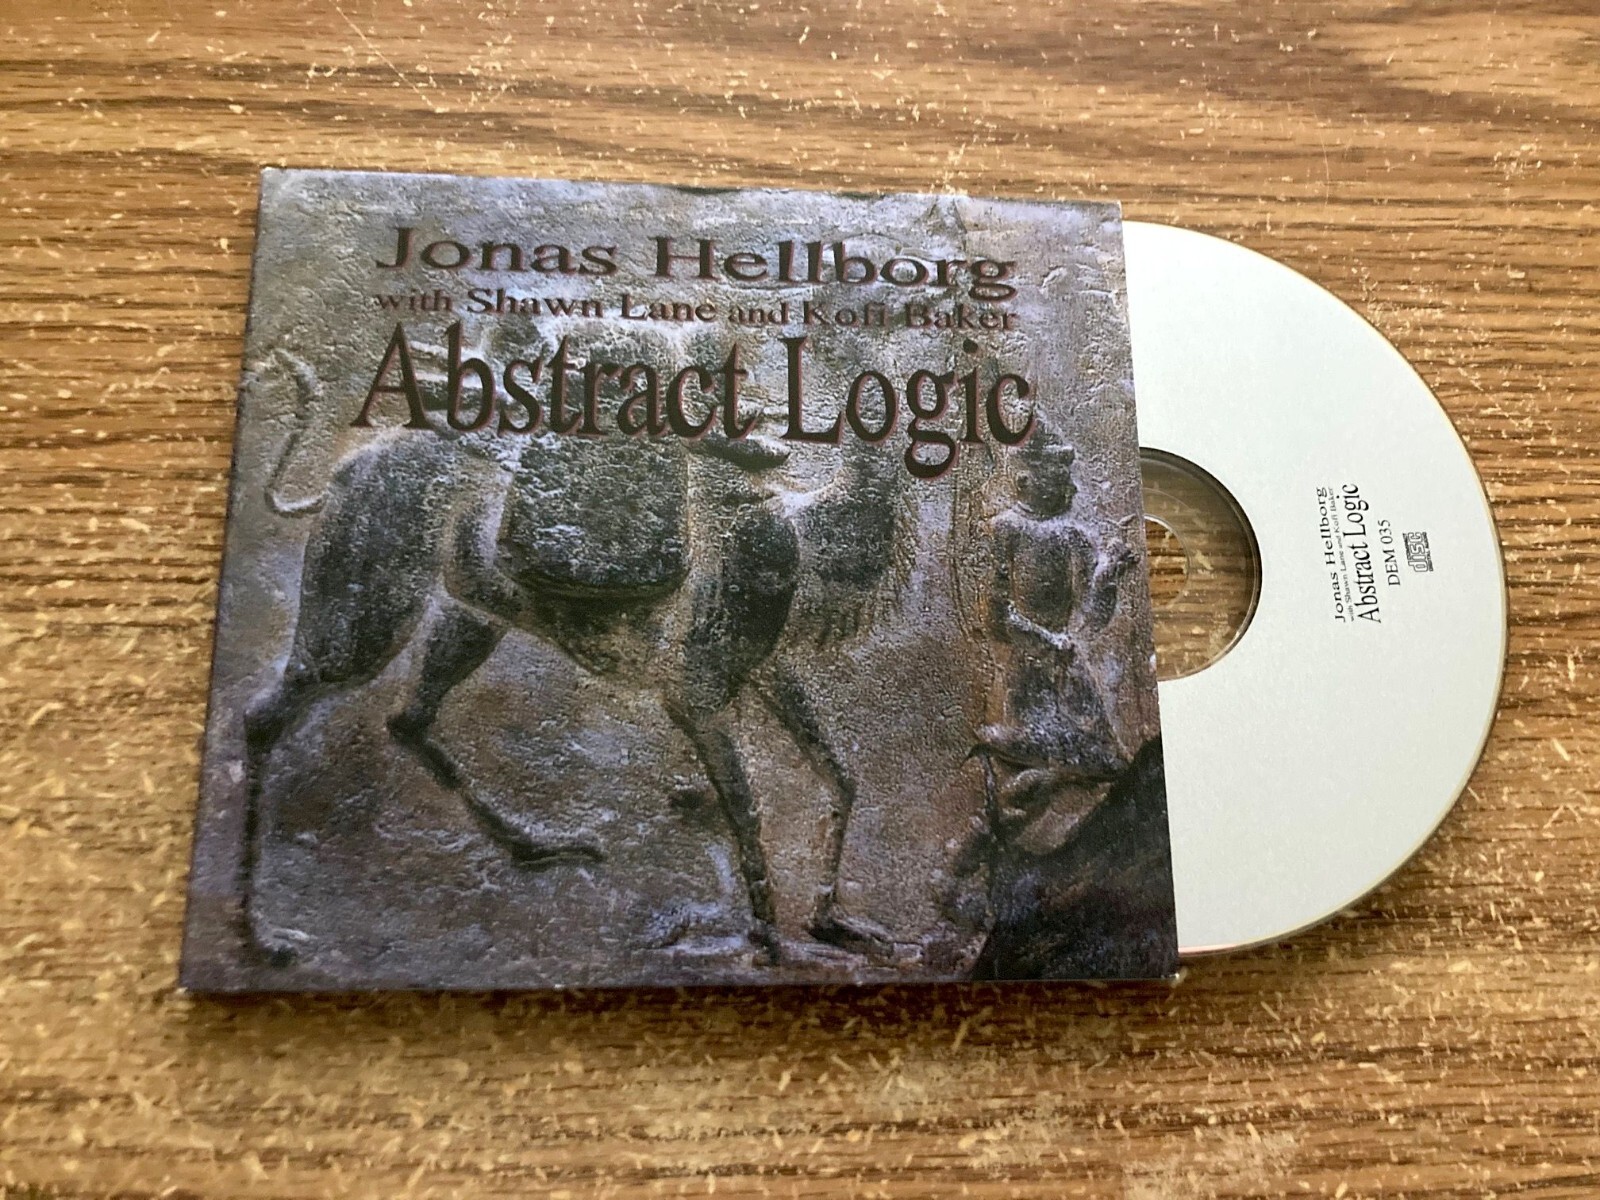 Jonas Hellborg
with Shawn Lane and Kofi Baker
Abstract Logic
Jonas Hellborg
with Shawn Lane and Kofi Baker
Abstract Logic
DEM 035
disc